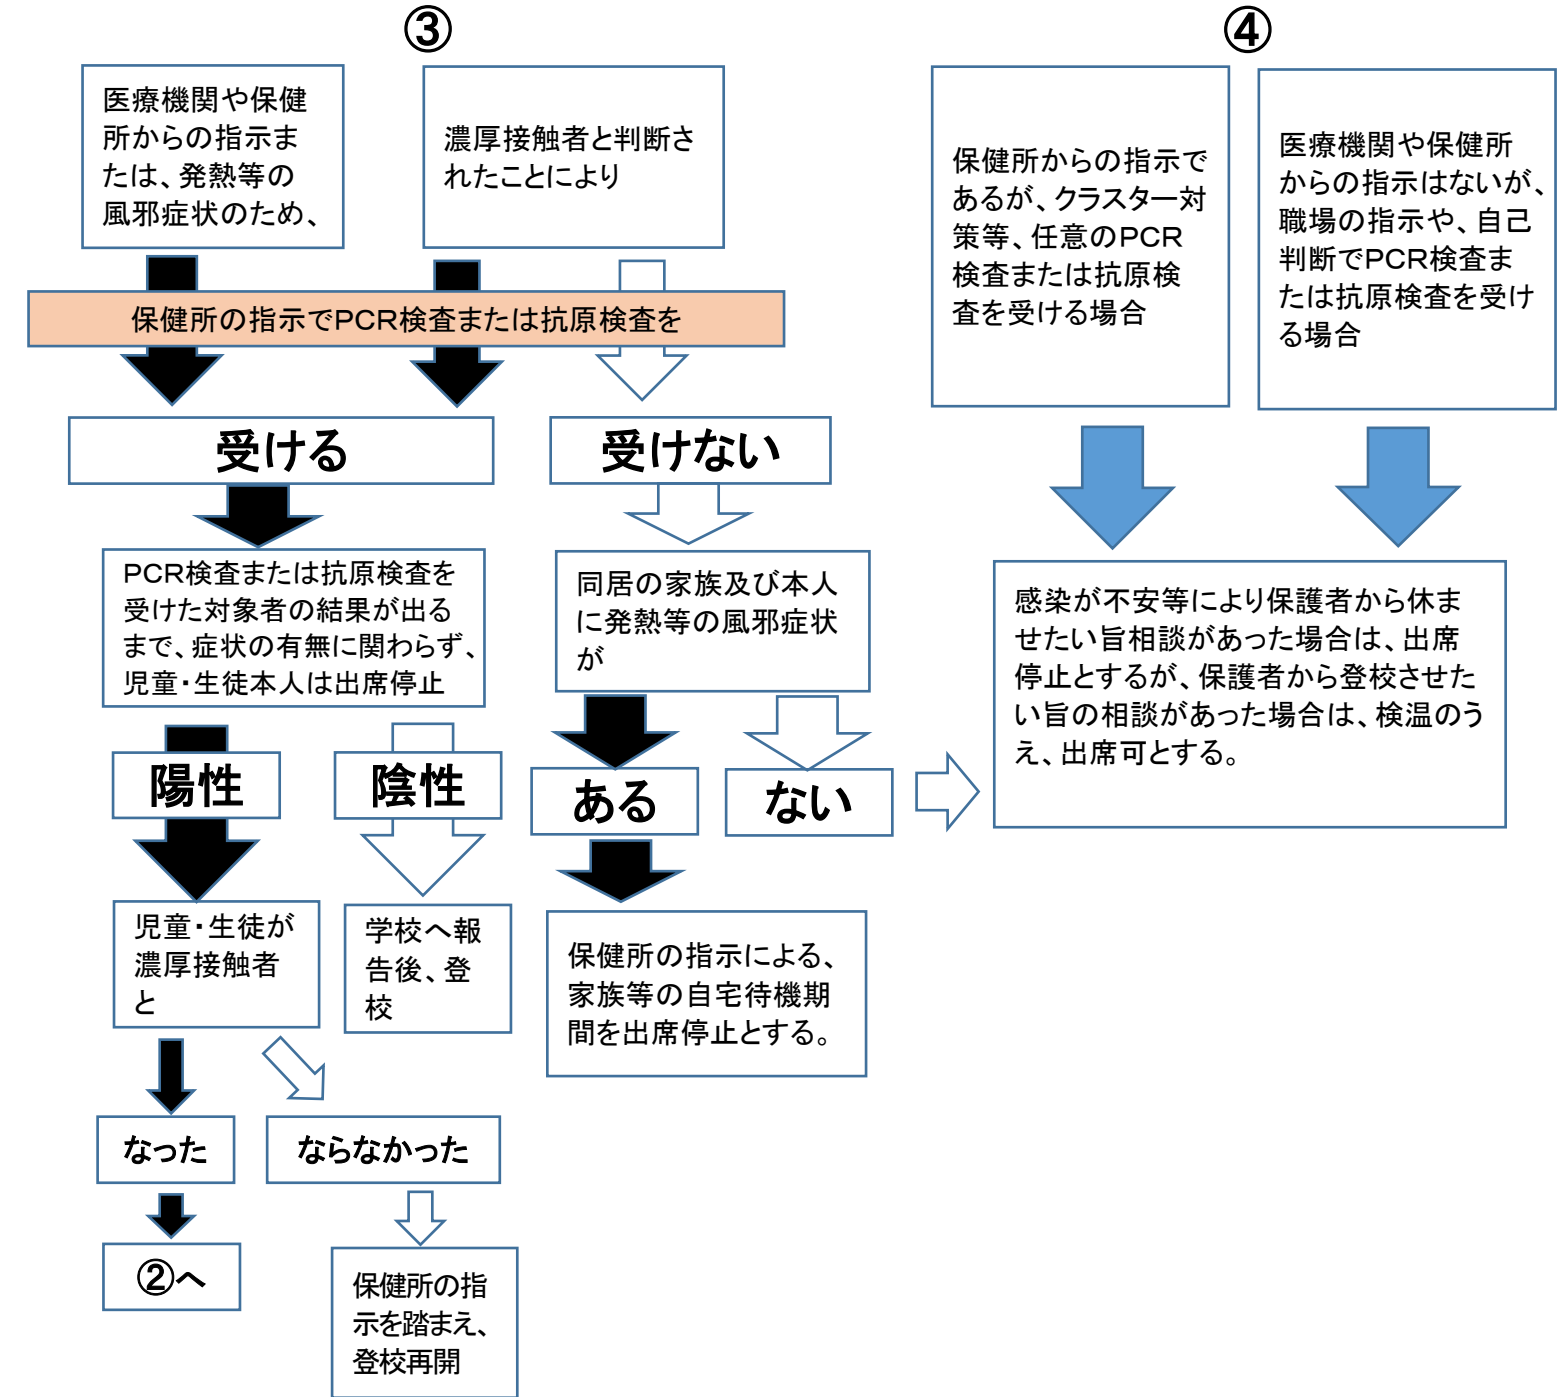 ③
医療機関や保健
所からの指示ま
たは、発熱等の
風邪症状のため、
濃厚接触者と判断さ
れたことにより
保健所の指示でPCR検査または抗原検査を
受ける
受けない
PCR検査または抗原検査を
受けた対象者の結果が出る
まで、症状の有無に関わらず、
児童・生徒本人は出席停止
同居の家族及び本人
に発熱等の風邪症状
が
陽性
陰性
ある
ない
児童・生徒が
濃厚接触者
と
学校へ報
告後、登
校
保健所の指示による、
家族等の自宅待機期
間を出席停止とする。
なった
ならなかった
②へ
保健所の指
示を踏まえ、
登校再開
④
保健所からの指示で
あるが、クラスター対
策等、任意のPCR
検査または抗原検
査を受ける場合
医療機関や保健所
からの指示はないが、
職場の指示や、自己
判断でPCR検査ま
たは抗原検査を受け
る場合
感染が不安等により保護者から休ま
せたい旨相談があった場合は、出席
停止とするが、保護者から登校させた
い旨の相談があった場合は、検温のう
え、出席可とする。